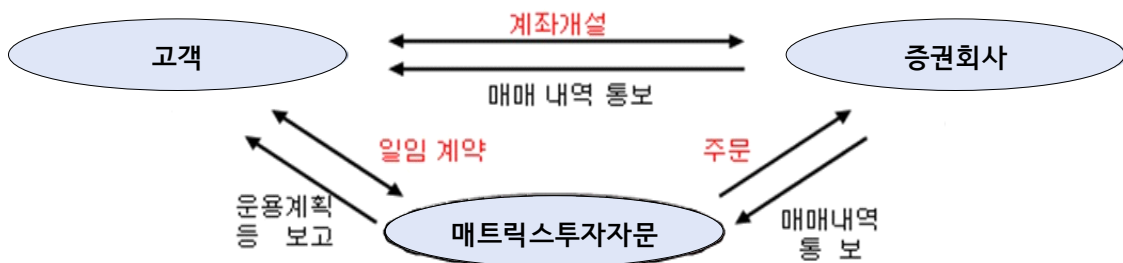 계좌개설
고객
증권회사
매매 내역 통보
일임 계약
주문
운용계획
등 보고
매트릭스투자자문
매매내역
통 보